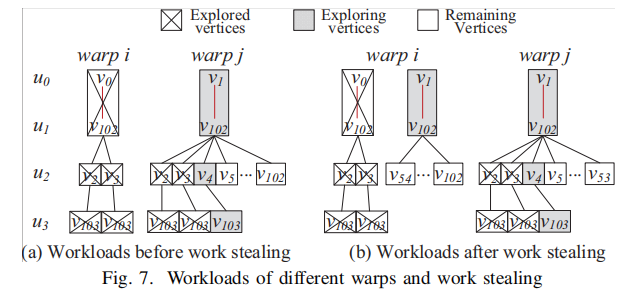 Explored vertices
Exploring vertices
Remaining Vertices
warp i
warp j
warp i
warp j
u0
v0
v1
v0
v1
v1
u1
v102
v102
v102
v102
v102
u2
v2 v3
v2 v3 v4 v5 ··· v102
v2 v3
v54 ··· v102
v2 v3 v4 v5 ··· v53
u3
v103 v103
v103 v103 v103
v103 v103
v103 v103 v103
(a) Workloads before work stealing
(b) Workloads after work stealing
Fig. 7. Workloads of different warps and work stealing